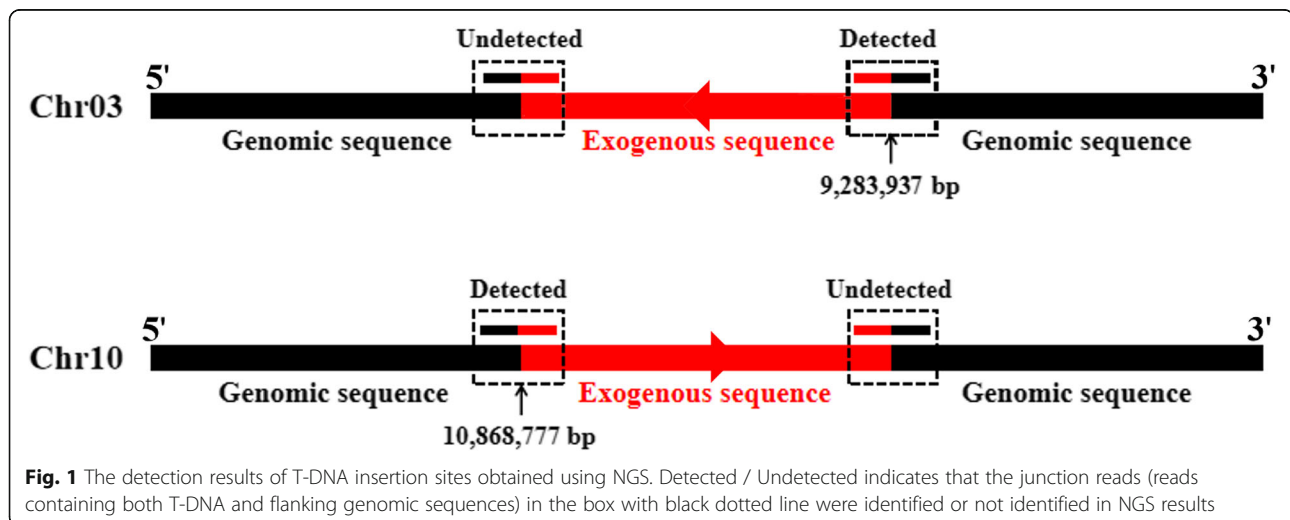 Undetected Detected
5' 3'
Chr03
Genomic sequence Exogenous sequence Genomic sequence
9,283,937 bp
Detected Undetected
5' 3'
Chr10
Genomic sequence Exogenous sequence Genomic sequence
10,868,777 bp
Fig. 1 The detection results of T-DNA insertion sites obtained using NGS. Detected / Undetected indicates that the junction reads (reads
containing both T-DNA and flanking genomic sequences) in the box with black dotted line were identified or not identified in NGS results